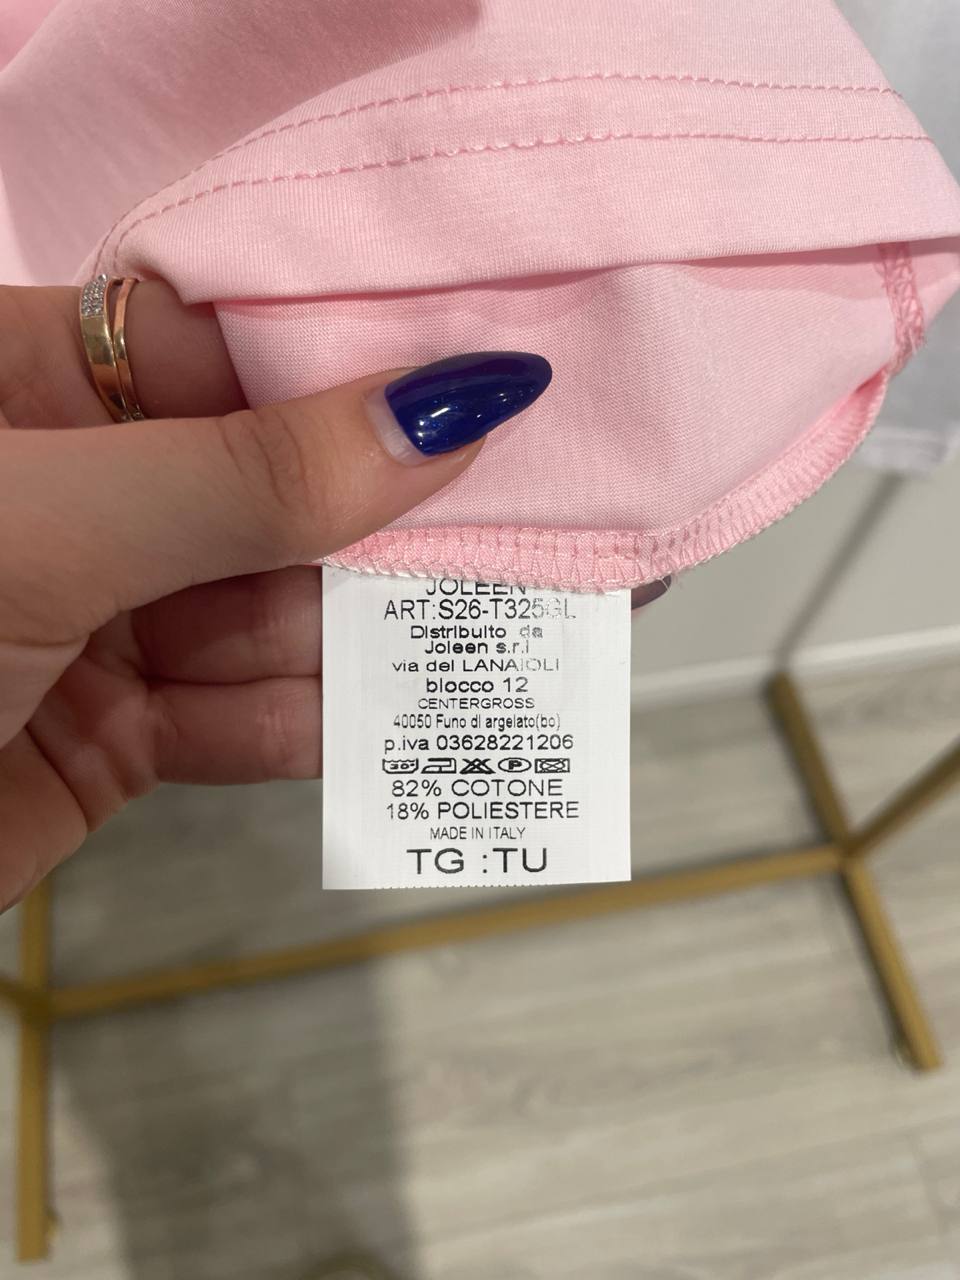 JOLEEN
ART:S26-T325GL
Distribuito da
Joleen s.r.l
via del LANAIOLI
blocco 12
CENTERGROSS
40050 Funo di argelato(bo)
p.iva 03628221206
82% COTONE
18% POLIESTERE
MADE IN ITALY
TG :TU